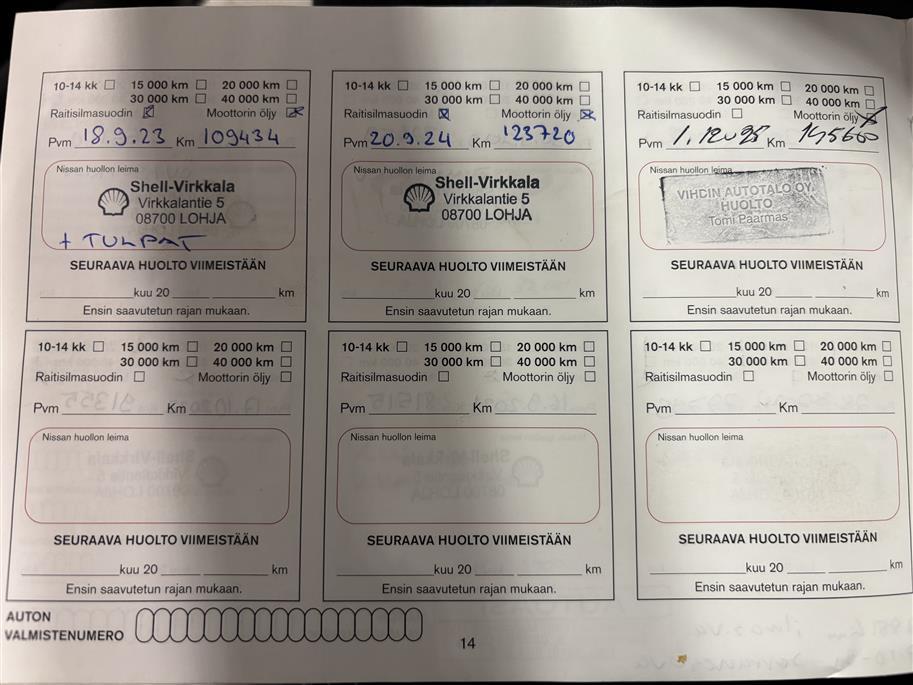 10-14 kk 15 000 km 20 000 km
30 000 km 40 000 km
Raitisilmasuodin Moottorin öljy
Pvm 18.9.23 Km 109434
Nissan huollon leima
Shell-Virkkala
Virkkalantie 5
08700 LOHJA
+ TULPAT
SEURAAVA HUOLTO VIIMEISTÄÄN
kuu 20 km
Ensin saavutetun rajan mukaan.
10-14 kk 15 000 km 20 000 km
30 000 km 40 000 km
Raitisilmasuodin Moottorin öljy
Pvm 20.9.24 Km 123720
Nissan huollon leima
Shell-Virkkala
Virkkalantie 5
08700 LOHJA
SEURAAVA HUOLTO VIIMEISTÄÄN
kuu 20 km
Ensin saavutetun rajan mukaan.
10-14 kk 15 000 km 20 000 km
30 000 km 40 000 km
Raitisilmasuodin Moottorin öljy
Pvm Km 145600
Nissan huollon leima
VIHDIN AUTOTALO OY
HUOLTO
Tomi Paarmas
SEURAAVA HUOLTO VIIMEISTÄÄN
kuu 20 km
Ensin saavutetun rajan mukaan.
10-14 kk 15 000 km 20 000 km
30 000 km 40 000 km
Raitisilmasuodin Moottorin öljy
Pvm Km
Nissan huollon leima
SEURAAVA HUOLTO VIIMEISTÄÄN
kuu 20 km
Ensin saavutetun rajan mukaan.
10-14 kk 15 000 km 20 000 km
30 000 km 40 000 km
Raitisilmasuodin Moottorin öljy
Pvm Km
Nissan huollon leima
SEURAAVA HUOLTO VIIMEISTÄÄN
kuu 20 km
Ensin saavutetun rajan mukaan.
10-14 kk 15 000 km 20 000 km
30 000 km 40 000 km
Raitisilmasuodin Moottorin öljy
Pvm Km
Nissan huollon leima
SEURAAVA HUOLTO VIIMEISTÄÄN
kuu 20 km
Ensin saavutetun rajan mukaan.
AUTON
VALMISTENUMERO
14